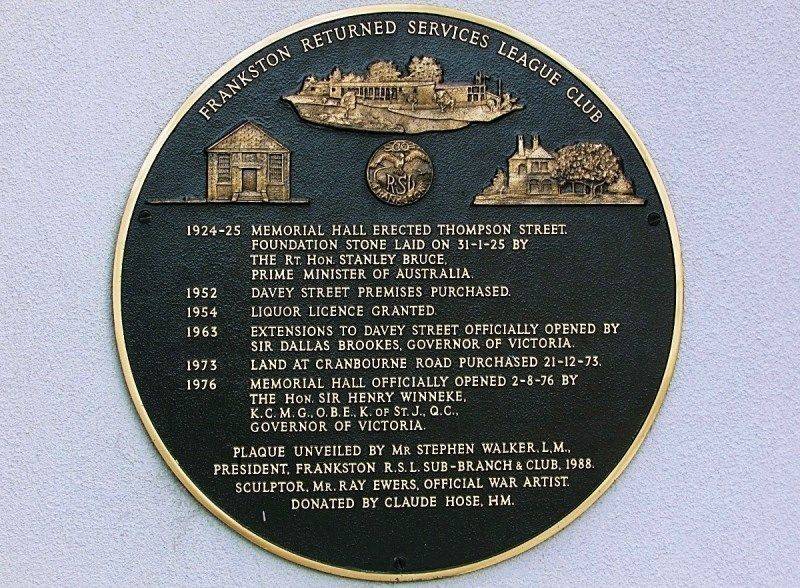 FRANKSTON RETURNED SERVICES LEAGUE CLUB
RSL
1924-25 MEMORIAL HALL ERECTED THOMPSON STREET.
FOUNDATION STONE LAID ON 31-1-25 BY
THE RT. HON. STANLEY BRUCE,
PRIME MINISTER OF AUSTRALIA.
1952 DAVEY STREET PREMISES PURCHASED.
1954 LIQUOR LICENCE GRANTED.
1963 EXTENSIONS TO DAVEY STREET OFFICIALLY OPENED BY
SIR DALLAS BROOKES, GOVERNOR OF VICTORIA.
1973 LAND AT CRANBOURNE ROAD PURCHASED 21-12-73.
1976 MEMORIAL HALL OFFICIALLY OPENED 2-8-76 BY
THE HON. SIR HENRY WINNEKE,
K.C.M.G., O.B.E., K. OF ST. J., Q.C.,
GOVERNOR OF VICTORIA.
PLAQUE UNVEILED BY MR STEPHEN WALKER. L.M.,
PRESIDENT, FRANKSTON R.S.L. SUB-BRANCH & CLUB, 1988.
SCULPTOR, MR. RAY EWERS, OFFICIAL WAR ARTIST.
DONATED BY CLAUDE HOSE, HM.